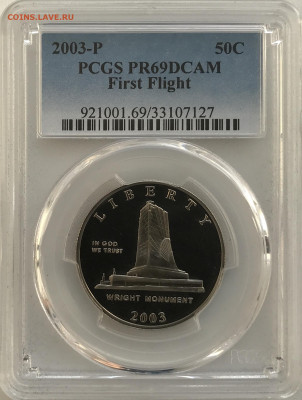 COINS.LAVE.RU
2003-P 50C
PCGS PR69DCAM
First Flight
921001.69/33107127
LIBERTY
IN GOD
WE TRUST
WRIGHT MONUMENT
2003